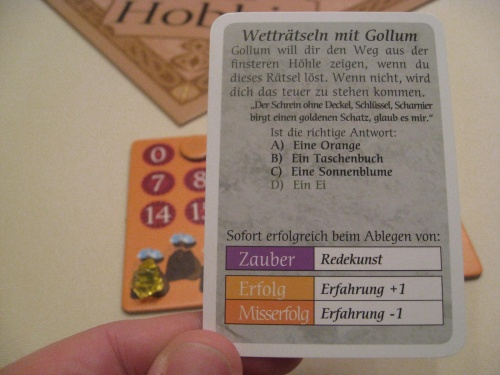 Hobbi
Wetträtseln mit Gollum
Gollum will dir den Weg aus der
finsteren Höhle zeigen, wenn du
dieses Rätsel löst. Wenn nicht, wird
dich das teuer zu stehen kommen.
„Der Schrein ohne Deckel, Schlüssel, Scharnier
birgt einen goldenen Schatz, glaub es mir.“
Ist die richtige Antwort:
A) Eine Orange
B) Ein Taschenbuch
C) Eine Sonnenblume
D) Ein Ei
0
7 8
14
Sofort erfolgreich beim Ablegen von:
Zauber Redekunst
Erfolg Erfahrung +1
Misserfolg Erfahrung -1